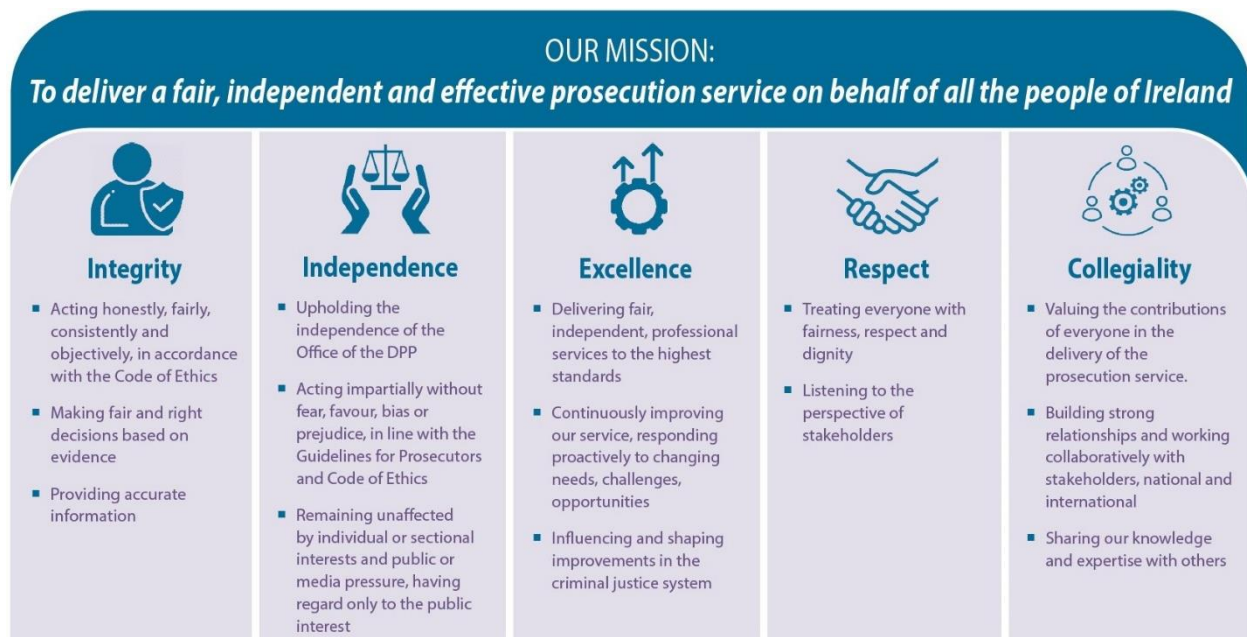 OUR MISSION:
To deliver a fair, independent and effective prosecution service on behalf of all the people of Ireland
Integrity
▪ Acting honestly, fairly,
consistently and
objectively, in accordance
with the Code of Ethics
▪ Making fair and right
decisions based on
evidence
▪ Providing accurate
information
Independence
▪ Upholding the
independence of the
Office of the DPP
▪ Acting impartially without
fear, favour, bias or
prejudice, in line with the
Guidelines for Prosecutors
and Code of Ethics
▪ Remaining unaffected
by individual or sectional
interests and public or
media pressure, having
regard only to the public
interest
Excellence
▪ Delivering fair,
independent, professional
services to the highest
standards
▪ Continuously improving
our service, responding
proactively to changing
needs, challenges,
opportunities
▪ Influencing and shaping
improvements in the
criminal justice system
Respect
▪ Treating everyone with
fairness, respect and
dignity
▪ Listening to the
perspective of
stakeholders
Collegiality
▪ Valuing the contributions
of everyone in the
delivery of the
prosecution service.
▪ Building strong
relationships and working
collaboratively with
stakeholders, national and
international
▪ Sharing our knowledge
and expertise with others